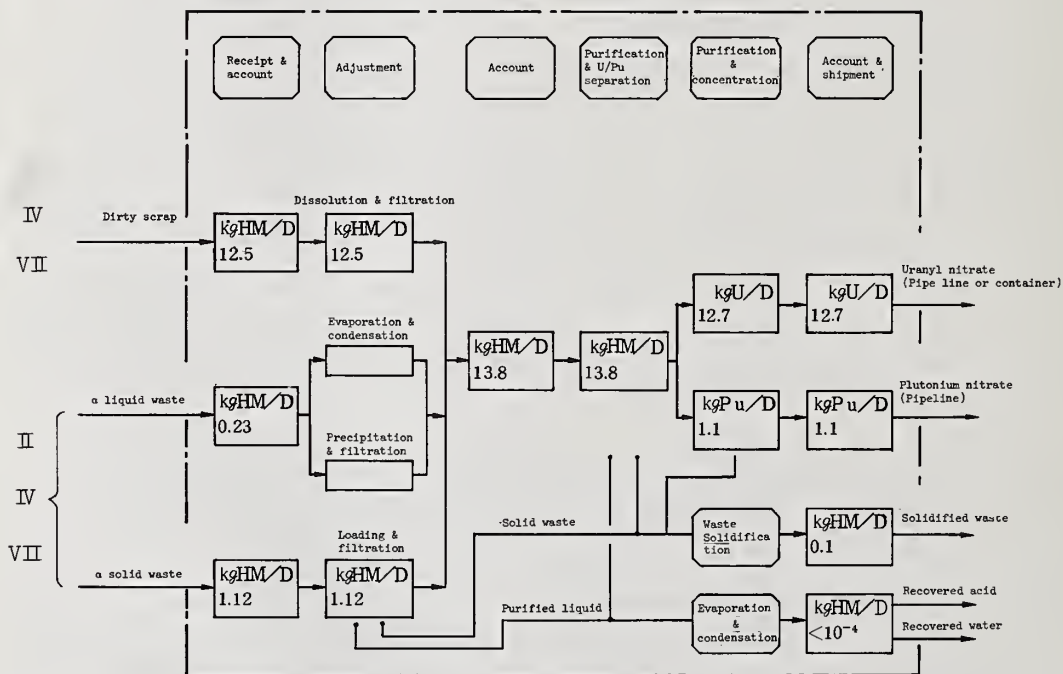 Receipt &
account
Adjustment
Account
Purification
& U/Pu
separation
Purification
&
concentration
Account &
shipment
Dissolution & filtration
IV
VII
Dirty scrap
kgHM/D
12.5
kgHM/D
12.5
Evaporation &
condensation
kgU/D
12.7
kgU/D
12.7
Uranyl nitrate
(Pipe line or container)
kgHM/D
13.8
kgHM/D
13.8
α liquid waste
kgHM/D
0.23
Precipitation
& filtration
kgPu/D
1.1
kgPu/D
1.1
Plutonium nitrate
(Pipeline)
II
IV
VII
Loading &
filtration
Solid waste
Waste
Solidifica
tion
kgHM/D
0.1
Solidified waste
α solid waste
kgHM/D
1.12
kgHM/D
1.12
Purified liquid
Evaporation
&
condensation
kgHM/D
<10⁻⁴
Recovered acid
Recovered water